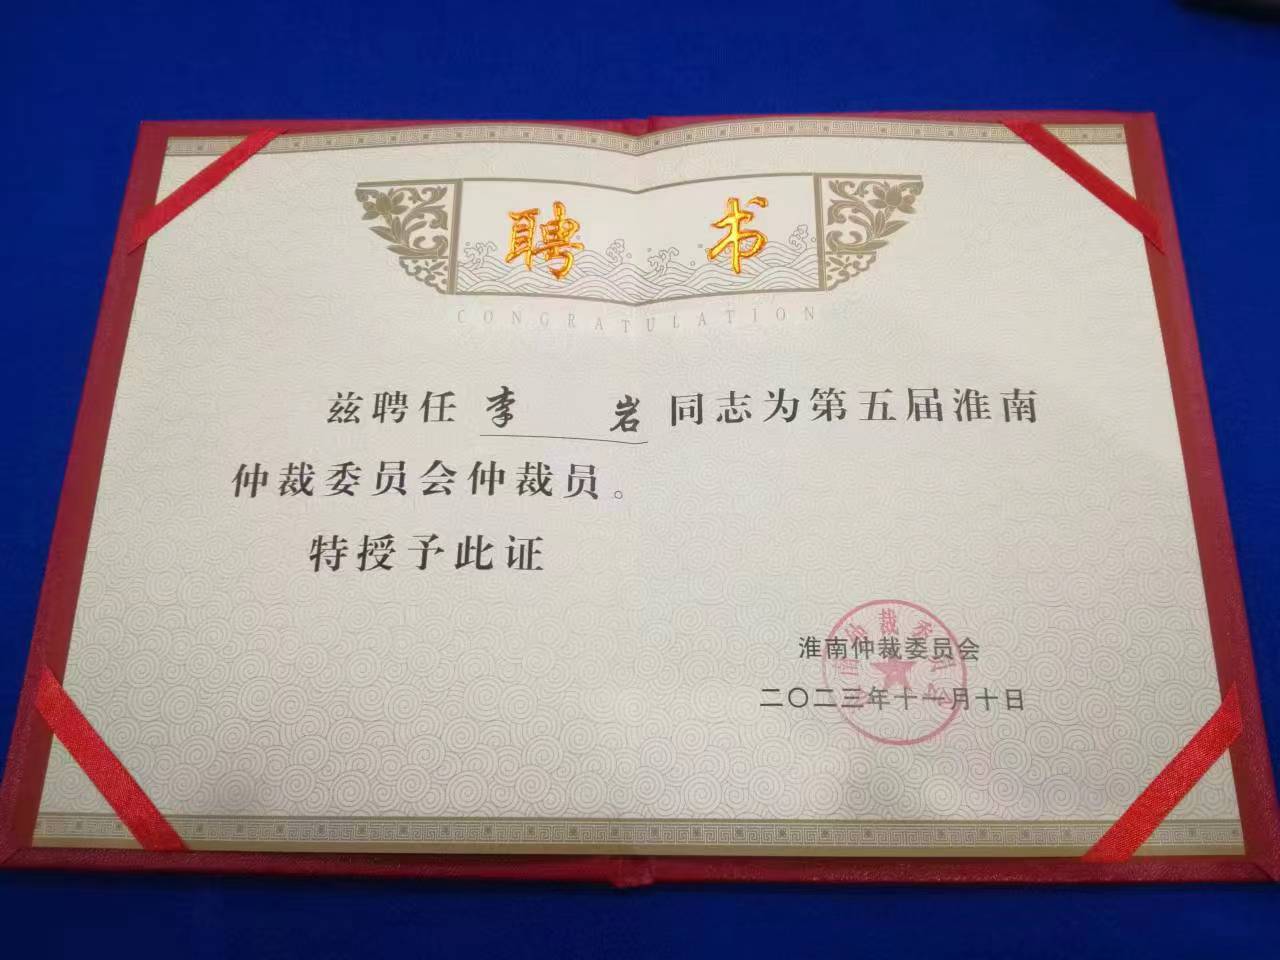 聘书
CONGRATULATION
兹聘任 李 岩 同志为第五届淮南
仲裁委员会仲裁员。
特授予此证
淮南仲裁委员会
二〇二三年十一月十日